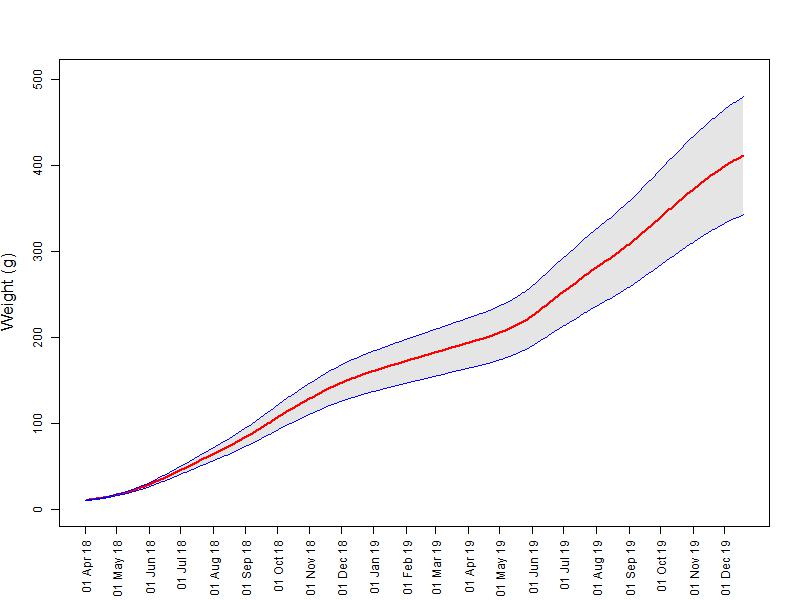 500
400
300
200
100
0
Weight (g)
01 Apr 18
01 May 18
01 Jun 18
01 Jul 18
01 Aug 18
01 Sep 18
01 Oct 18
01 Nov 18
01 Dec 18
01 Jan 19
01 Feb 19
01 Mar 19
01 Apr 19
01 May 19
01 Jun 19
01 Jul 19
01 Aug 19
01 Sep 19
01 Oct 19
01 Nov 19
01 Dec 19